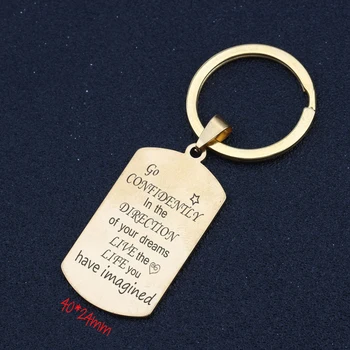 Go
CONFIDENTLY
In the
DIRECTION
of your dreams
LIVE the
LIFE you
have imagined
40*24mm